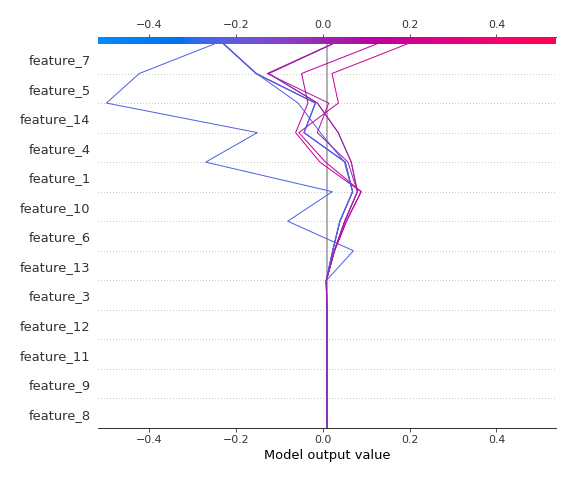 −0.4 −0.2 0.0 0.2 0.4
feature_7
feature_5
feature_14
feature_4
feature_1
feature_10
feature_6
feature_13
feature_3
feature_12
feature_11
feature_9
feature_8
−0.4 −0.2 0.0 0.2 0.4
Model output value